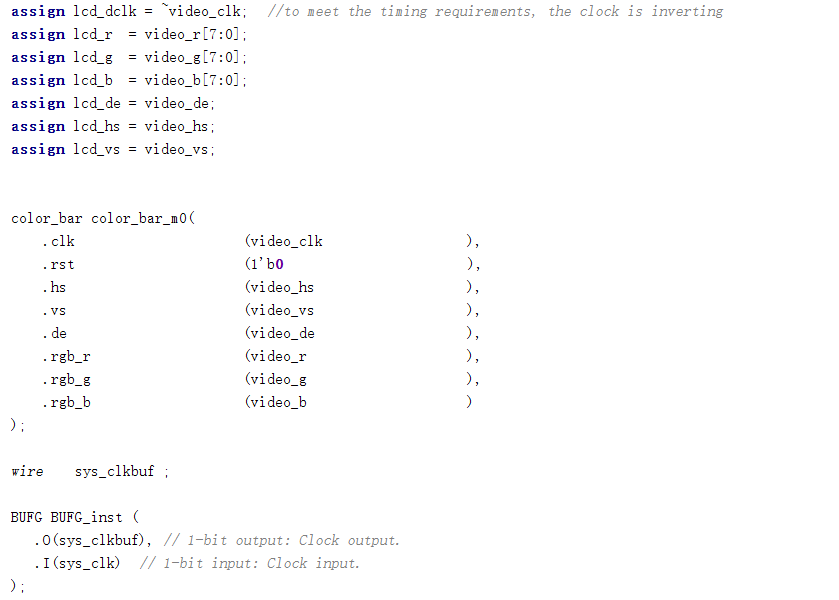 assign lcd_dclk = ~video_clk;  //to meet the timing requirements, the clock is inverting
assign lcd_r  = video_r[7:0];
assign lcd_g  = video_g[7:0];
assign lcd_b  = video_b[7:0];
assign lcd_de = video_de;
assign lcd_hs = video_hs;
assign lcd_vs = video_vs;
color_bar color_bar_m0(
    .clk                     (video_clk                  ),
    .rst                     (1'b0                       ),
    .hs                      (video_hs                   ),
    .vs                      (video_vs                   ),
    .de                      (video_de                   ),
    .rgb_r                   (video_r                    ),
    .rgb_g                   (video_g                    ),
    .rgb_b                   (video_b                    )
);
wire    sys_clkbuf ;
BUFG BUFG_inst (
   .O(sys_clkbuf), // 1-bit output: Clock output.
   .I(sys_clk)  // 1-bit input: Clock input.
);